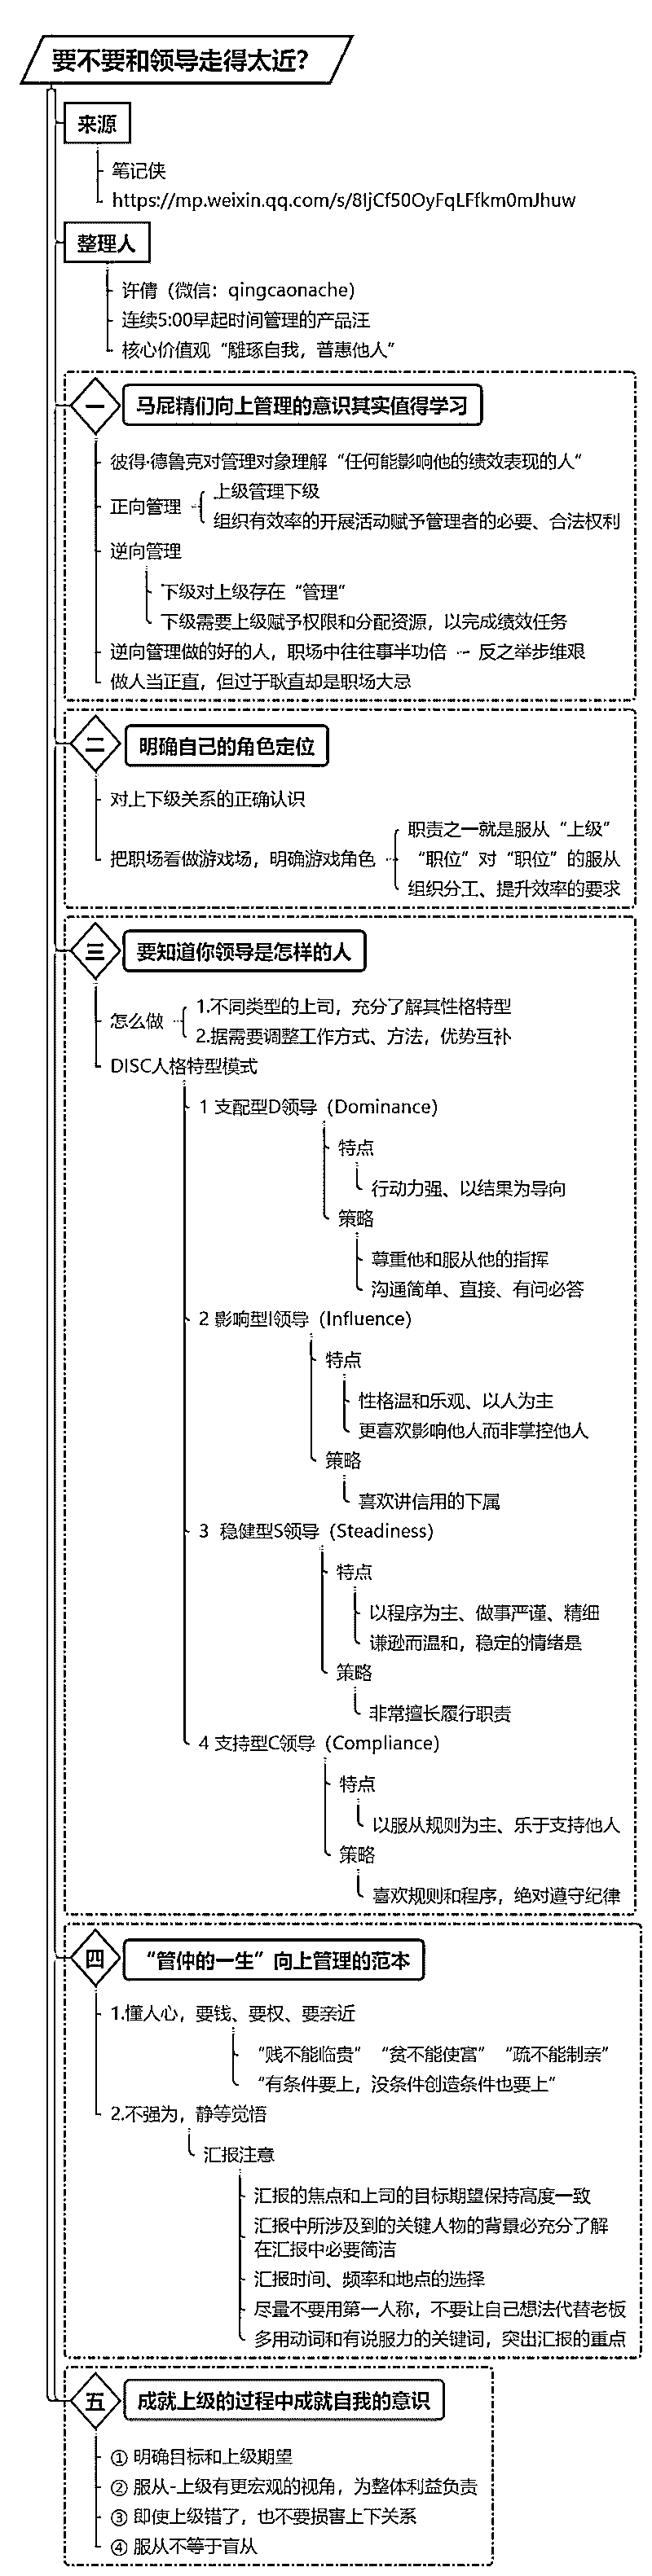 要不要和领导走得太近？
来源
笔记侠
https://mp.weixin.qq.com/s/8IjCf50OyFqLFfkm0mJhuw
整理人
许倩（微信：qingcaonache）
连续5:00早起时间管理的产品汪
核心价值观“雕琢自我，普惠他人”
一
马屁精们向上管理的意识其实值得学习
彼得·德鲁克对管理对象理解“任何能影响他的绩效表现的人”
正向管理
上级管理下级
组织有效率的开展活动赋予管理者的必要、合法权利
逆向管理
下级对上级存在“管理”
下级需要上级赋予权限和分配资源，以完成绩效任务
逆向管理做的好的人，职场中往往事半功倍
反之举步维艰
做人当正直，但过于耿直却是职场大忌
二
明确自己的角色定位
对上下级关系的正确认识
把职场看做游戏场，明确游戏角色
职责之一就是服从“上级”
“职位”对“职位”的服从
组织分工、提升效率的要求
三
要知道你领导是怎样的人
怎么做
1.不同类型的上司，充分了解其性格特型
2.据需要调整工作方式、方法，优势互补
DISC人格特型模式
1 支配型D领导（Dominance）
特点
行动力强、以结果为导向
策略
尊重他和服从他的指挥
沟通简单、直接、有问必答
2 影响型I领导（Influence）
特点
性格温和乐观、以人为主
更喜欢影响他人而非掌控他人
策略
喜欢讲信用的下属
3 稳健型S领导（Steadiness）
特点
以程序为主、做事严谨、精细
谦逊而温和，稳定的情绪是
策略
非常擅长履行职责
4 支持型C领导（Compliance）
特点
以服从规则为主、乐于支持他人
策略
喜欢规则和程序，绝对遵守纪律
四
“管仲的一生”向上管理的范本
1.懂人心，要钱、要权、要亲近
“贱不能临贵”“贫不能使富”“疏不能制亲”
“有条件要上，没条件创造条件也要上”
2.不强为，静等觉悟
汇报注意
汇报的焦点和上司的目标期望保持高度一致
汇报中所涉及到的关键人物的背景必充分了解
在汇报中必要简洁
汇报时间、频率和地点的选择
尽量不要用第一人称，不要让自己想法代替老板
多用动词和有说服力的关键词，突出汇报的重点
五
成就上级的过程中成就自我的意识
① 明确目标和上级期望
② 服从-上级有更宏观的视角，为整体利益负责
③ 即使上级错了，也不要损害上下关系
④ 服从不等于盲从